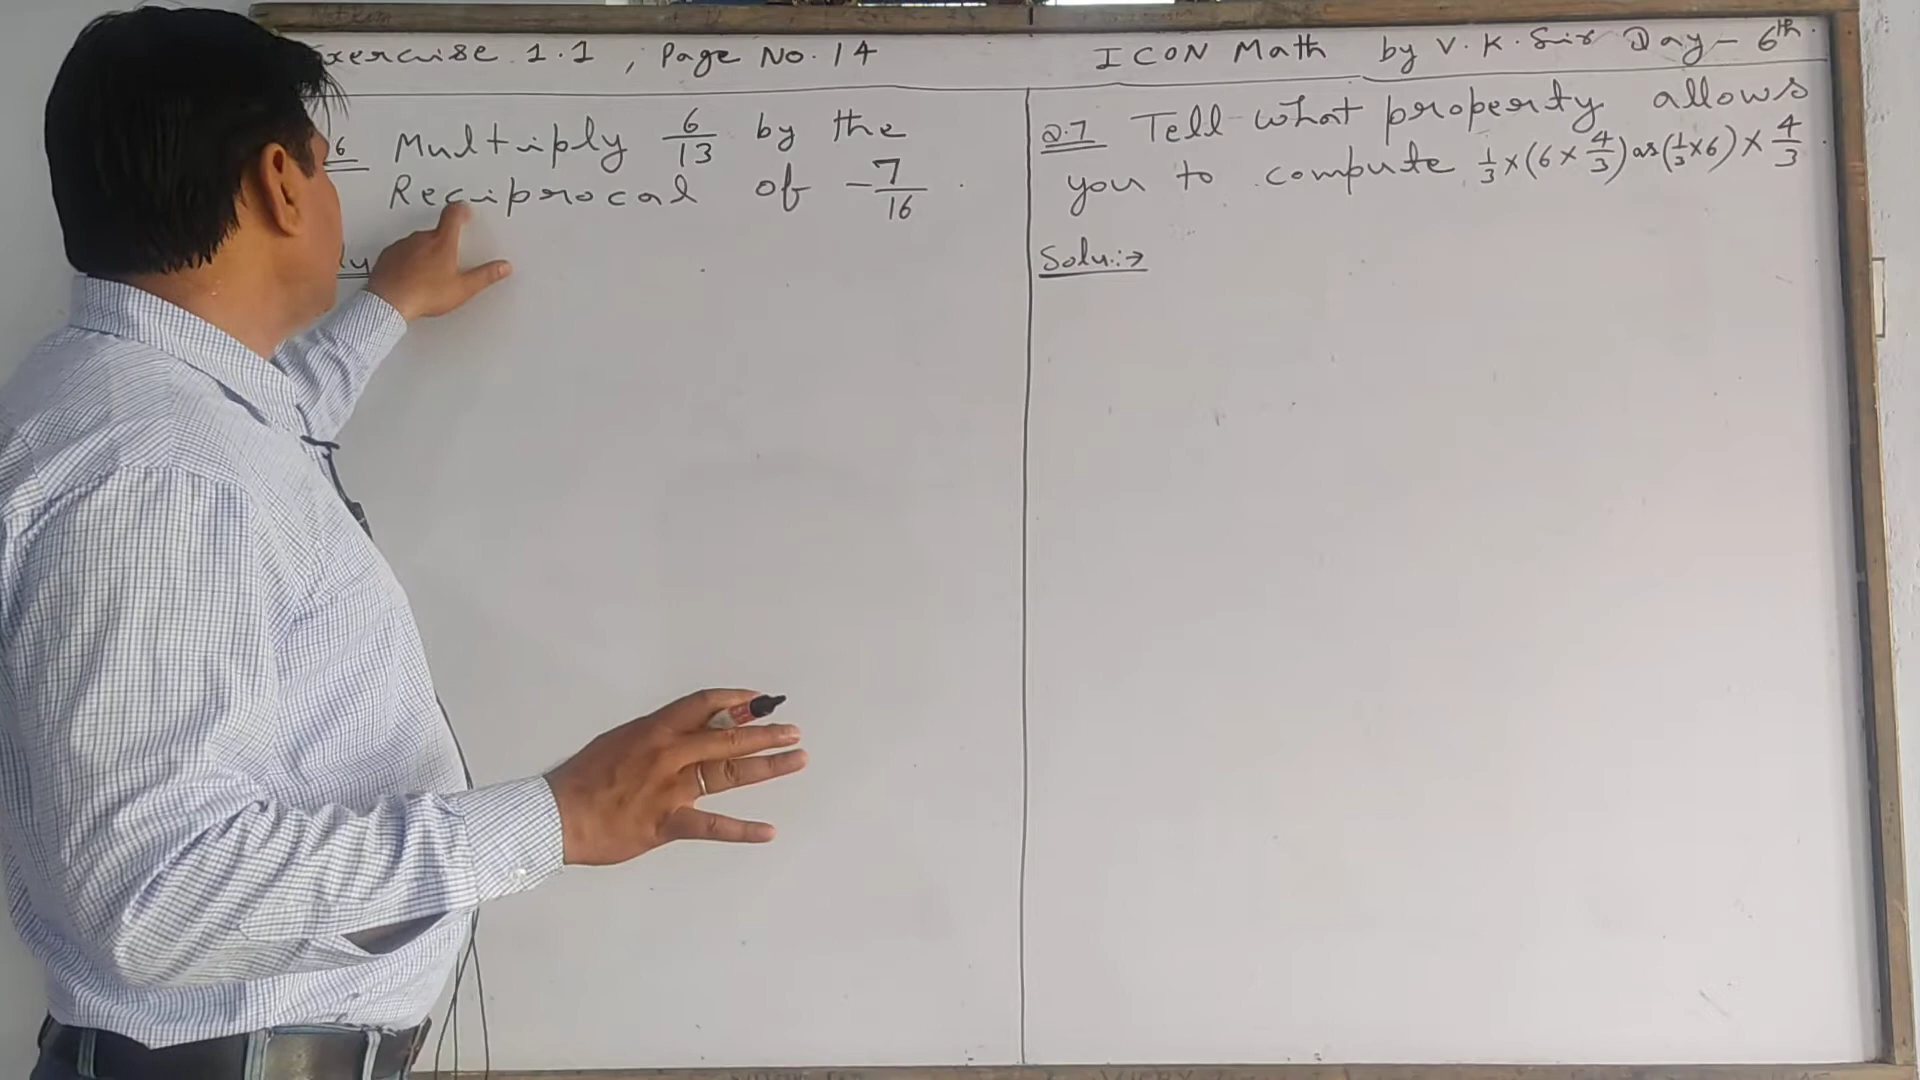 xercise 1.1, Page No. 14
ICON Math by V. K. Sir Day - 6th.
6 Multiply 6/13 by the
Reciprocal of -7/16.
Q.7 Tell what property allows
you to compute 1/3 × (6 × 4/3) as (1/3 × 6) × 4/3.
Solu.:→